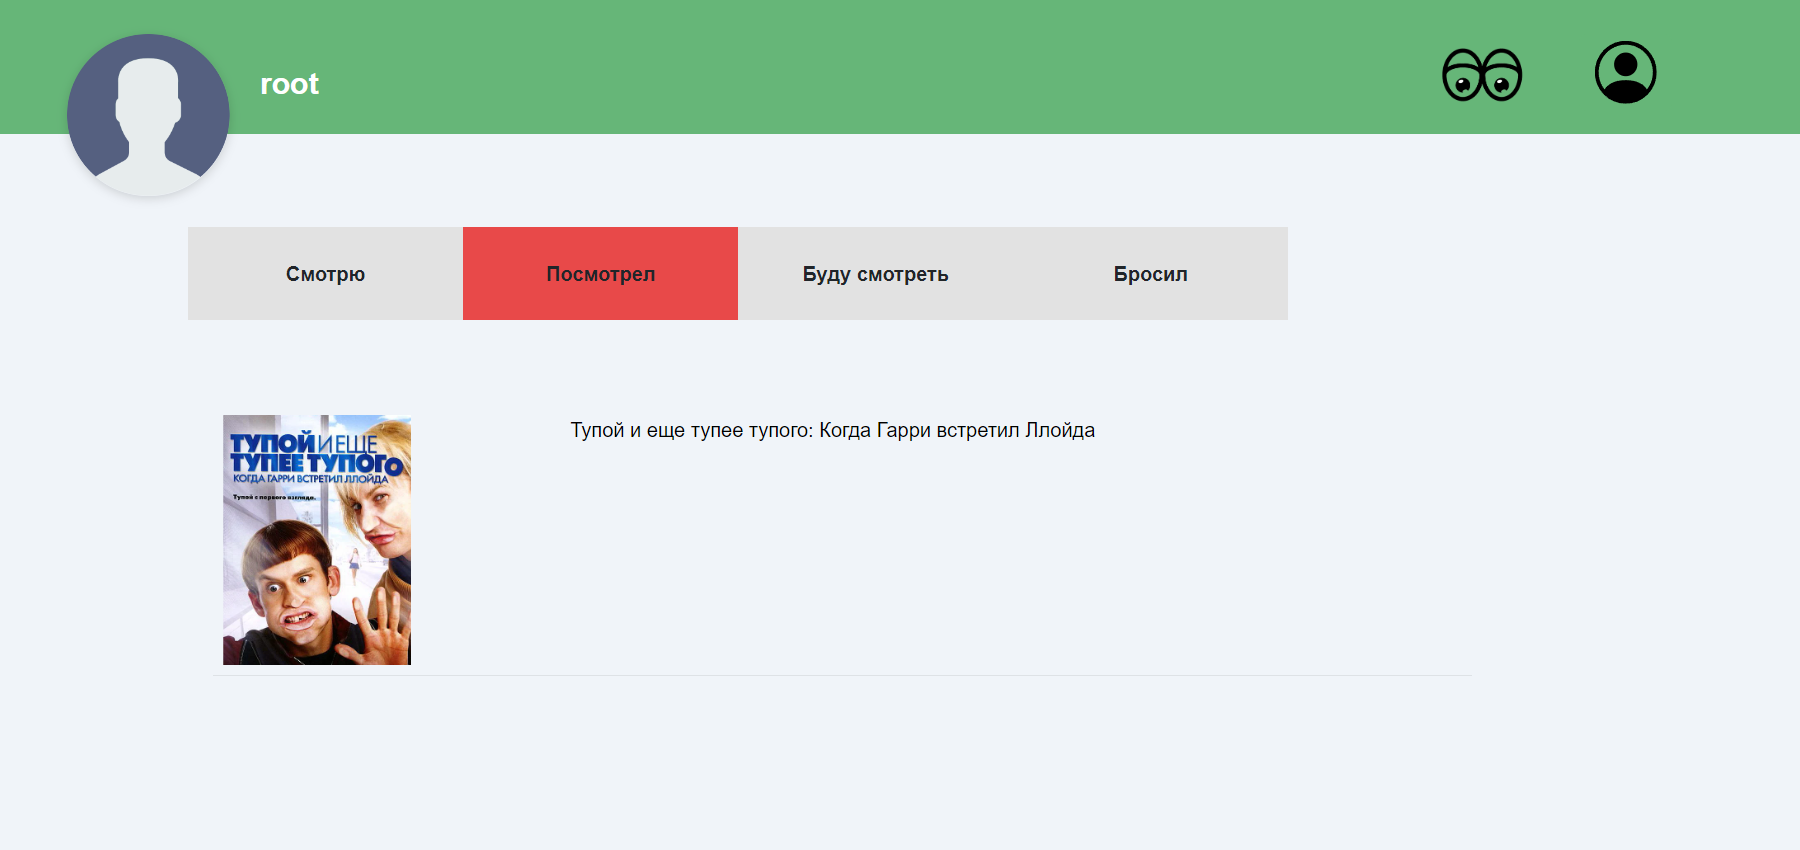 root
Смотрю
Посмотрел
Буду смотреть
Бросил
ТУПОЙ И ЕЩЕ
ТУПЕЕ ТУПОГО
КОГДА ГАРРИ ВСТРЕТИЛ ЛЛОЙДА
Тупой с первого взгляда.
Тупой и еще тупее тупого: Когда Гарри встретил Ллойда